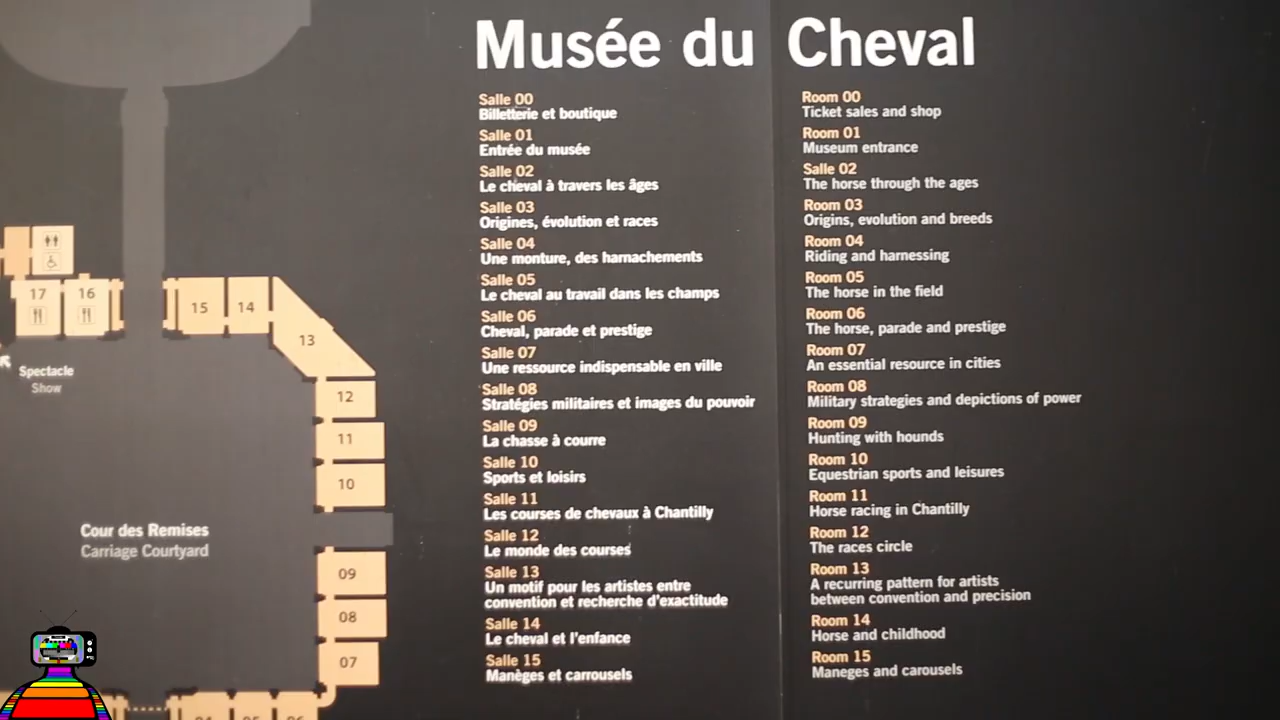 Musée du Cheval
Salle 00
Billetterie et boutique
Salle 01
Entrée du musée
Salle 02
Le cheval à travers les âges
Salle 03
Origines, évolution et races
Salle 04
Une monture, des harnachements
Salle 05
Le cheval au travail dans les champs
Salle 06
Cheval, parade et prestige
Salle 07
Une ressource indispensable en ville
Salle 08
Stratégies militaires et images du pouvoir
Salle 09
La chasse à courre
Salle 10
Sports et loisirs
Salle 11
Les courses de chevaux à Chantilly
Salle 12
Le monde des courses
Salle 13
Un motif pour les artistes entre
convention et recherche d'exactitude
Salle 14
Le cheval et l'enfance
Salle 15
Manèges et carrousels
Room 00
Ticket sales and shop
Room 01
Museum entrance
Salle 02
The horse through the ages
Room 03
Origins, evolution and breeds
Room 04
Riding and harnessing
Room 05
The horse in the field
Room 06
The horse, parade and prestige
Room 07
An essential resource in cities
Room 08
Military strategies and depictions of power
Room 09
Hunting with hounds
Room 10
Equestrian sports and leisures
Room 11
Horse racing in Chantilly
Room 12
The races circle
Room 13
A recurring pattern for artists
between convention and precision
Room 14
Horse and childhood
Room 15
Maneges and carousels
17
16
15
14
13
12
11
10
09
08
07
Spectacle
Show
Cour des Remises
Carriage Courtyard